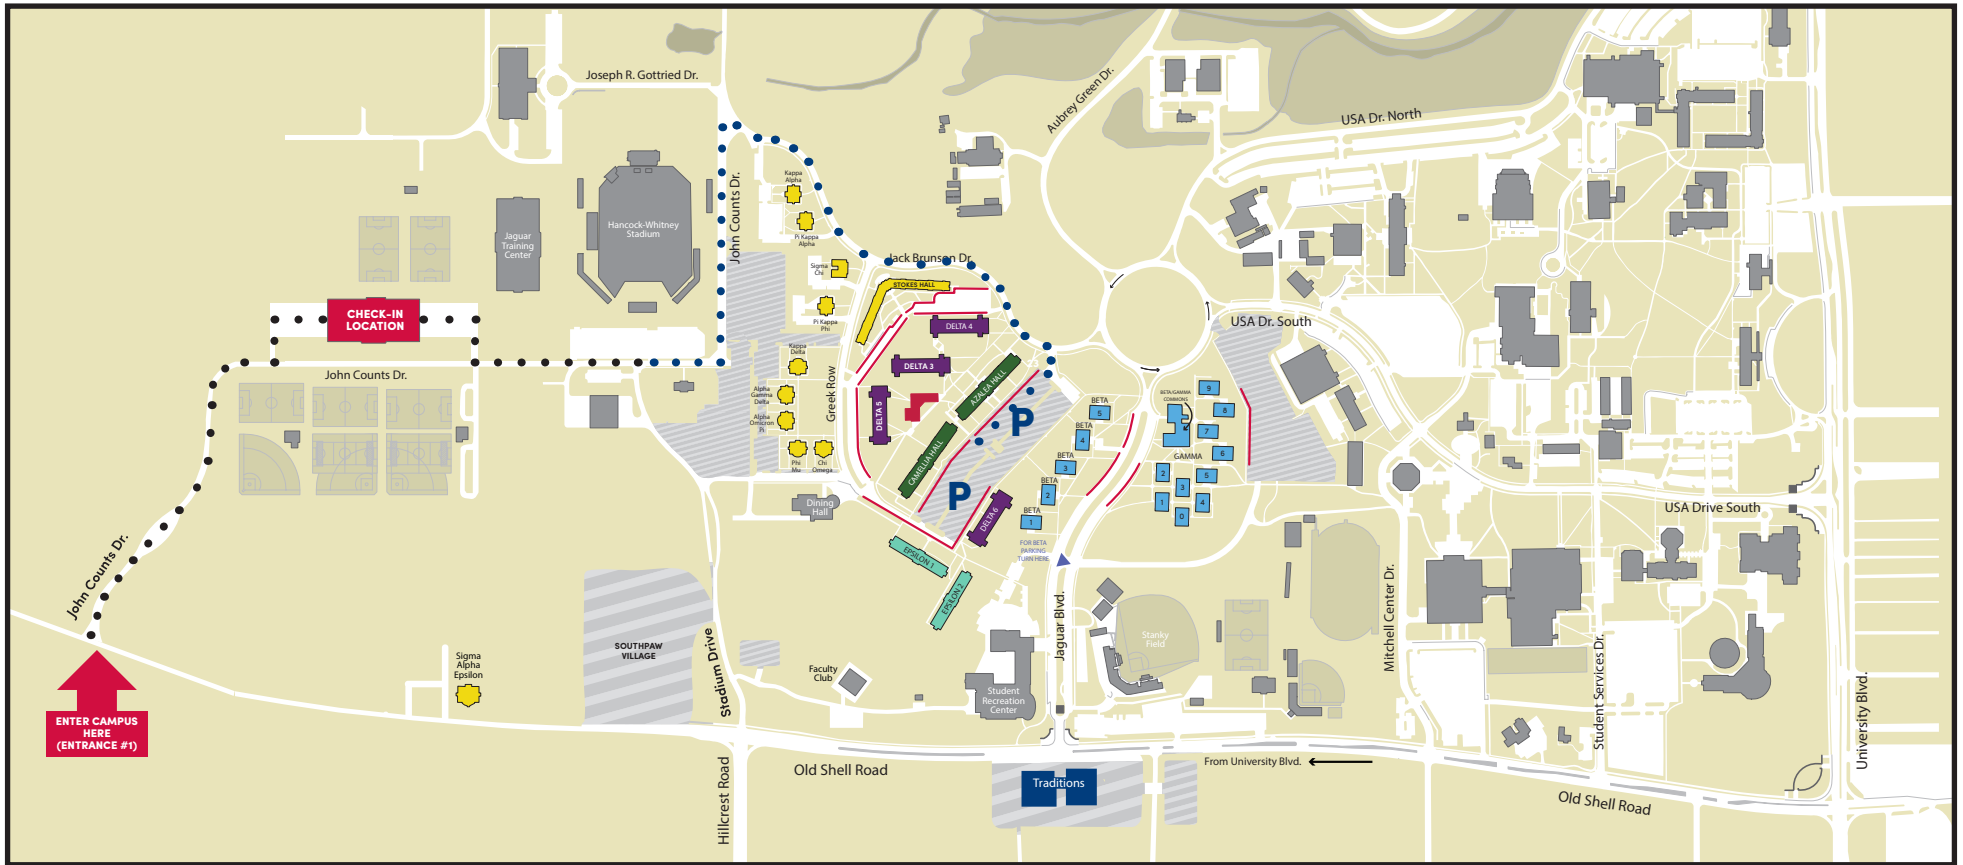 Joseph R. Gottried Dr.
Aubrey Green Dr.
USA Dr. North
Kappa
Alpha
John Counts Dr.
Hancock-Whitney
Stadium
Jaguar
Training
Center
Pi Kappa
Alpha
Jack Brunson Dr.
Sigma
Chi
STOKES HALL
CHECK-IN
LOCATION
Pi Kappa
Phi
DELTA 4
USA Dr. South
Kappa
Delta
John Counts Dr.
DELTA 3
AZALEA HALL
Greek Row
Alpha
Gamma
Delta
DELTA 5
BETA/GAMMA
COMMONS
9
BETA
5
8
Alpha
Omicron
Pi
P
BETA
4
7
CAMELLIA HALL
Phi
Mu
Chi
Omega
BETA
3
GAMMA
6
2
5
3
BETA
2
P
1
4
0
Dining
Hall
DELTA 6
BETA
1
USA Drive South
FOR BETA
PARKING
TURN HERE
EPSILON 1
EPSILON 2
John Counts Dr.
Jaguar Blvd.
Mitchell Center Dr.
Stanky
Field
SOUTHPAW
VILLAGE
Stadium Drive
Sigma
Alpha
Epsilon
Faculty
Club
Student
Recreation
Center
Student Services Dr.
University Blvd.
ENTER CAMPUS
HERE
(ENTRANCE #1)
Old Shell Road
From University Blvd.
Traditions
Hillcrest Road
Old Shell Road